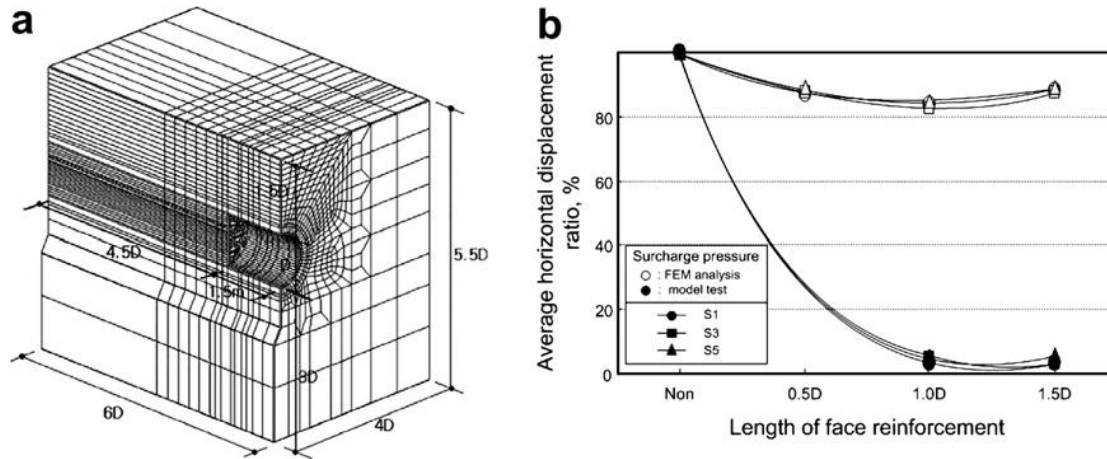 a
1.5D
4.5D
D
1.5m
5.5D
3D
6D
4D
b
Average horizontal displacement
ratio, %
80
60
40
20
0
Surcharge pressure
: FEM analysis
: model test
S1
S3
S5
Non
0.5D
1.0D
1.5D
Length of face reinforcement